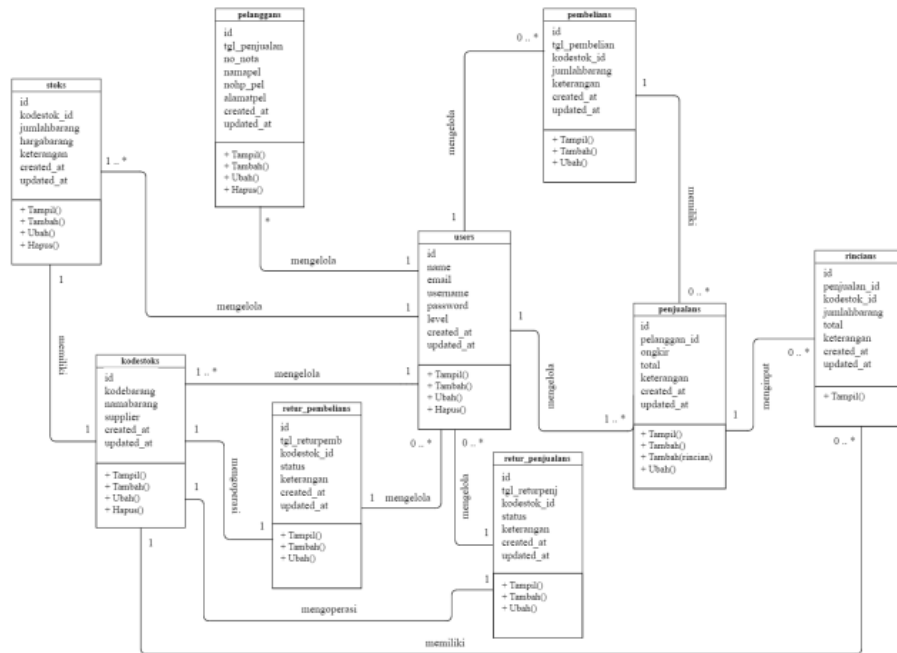 pelanggans
id
tgl_penjualan
no_nota
namapel
nohp_pel
alamatpel
created_at
updated_at
+ Tampil()
+ Tambah()
+ Ubah()
+ Hapus()
*
mengelola
1
pembelians
id
tgl_pembelian
kodestok_id
jumlahbarang
keterangan
created_at
updated_at
+ Tampil()
+ Tambah()
+ Ubah()
0 .. *
mengelola
1
1
memiliki
0 .. *
stoks
id
kodestok_id
jumlahbarang
hargabarang
keterangan
created_at
updated_at
+ Tampil()
+ Tambah()
+ Ubah()
+ Hapus()
1 .. *
mengelola
1
1
memiliki
1
users
id
name
email
username
password
level
created_at
updated_at
+ Tampil()
+ Tambah()
+ Ubah()
+ Hapus()
1
mengelola
1 .. *
rincians
id
penjualan_id
kodestok_id
jumlahbarang
total
keterangan
created_at
updated_at
+ Tampil()
0 .. *
mengingat
1
0 .. *
penjualans
id
pelanggan_id
ongkir
total
keterangan
created_at
updated_at
+ Tampil()
+ Tambah()
+ Tambah(rincian)
+ Ubah()
kodestoks
id
kodebarang
namabarang
supplier
created_at
updated_at
+ Tampil()
+ Tambah()
+ Ubah()
+ Hapus()
1 .. *
mengelola
1
1
mengoperasi
1
1
mengoperasi
1
1
memiliki
retur_pembelians
id
tgl_returpemb
kodestok_id
status
keterangan
created_at
updated_at
+ Tampil()
+ Tambah()
+ Ubah()
0 .. *
1
mengelola
0 .. *
mengelola
1
retur_penjualans
id
tgl_returpenj
kodestok_id
status
keterangan
created_at
updated_at
+ Tampil()
+ Tambah()
+ Ubah()